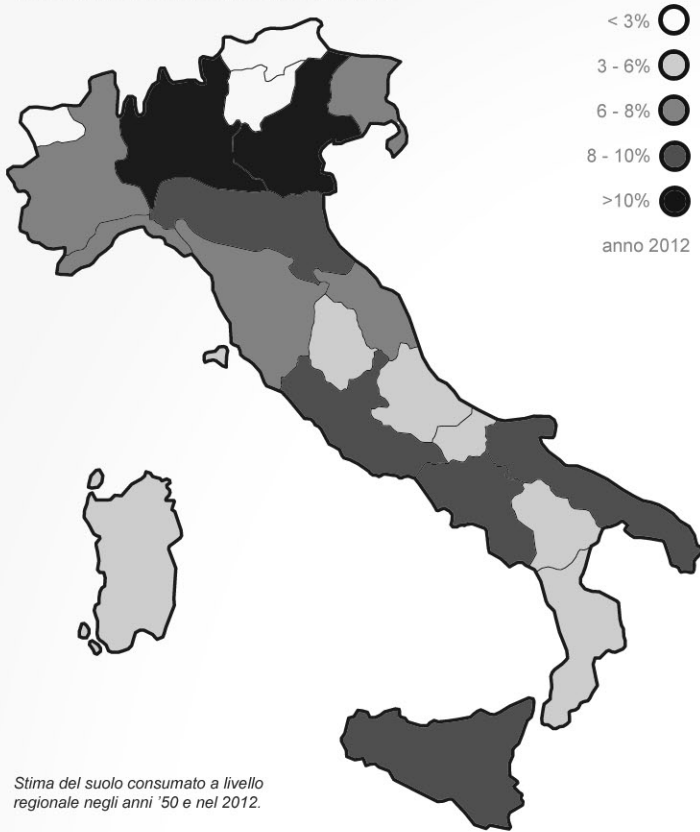 < 3%
3 - 6%
6 - 8%
8 - 10%
>10%
anno 2012
Stima del suolo consumato a livello
regionale negli anni '50 e nel 2012.